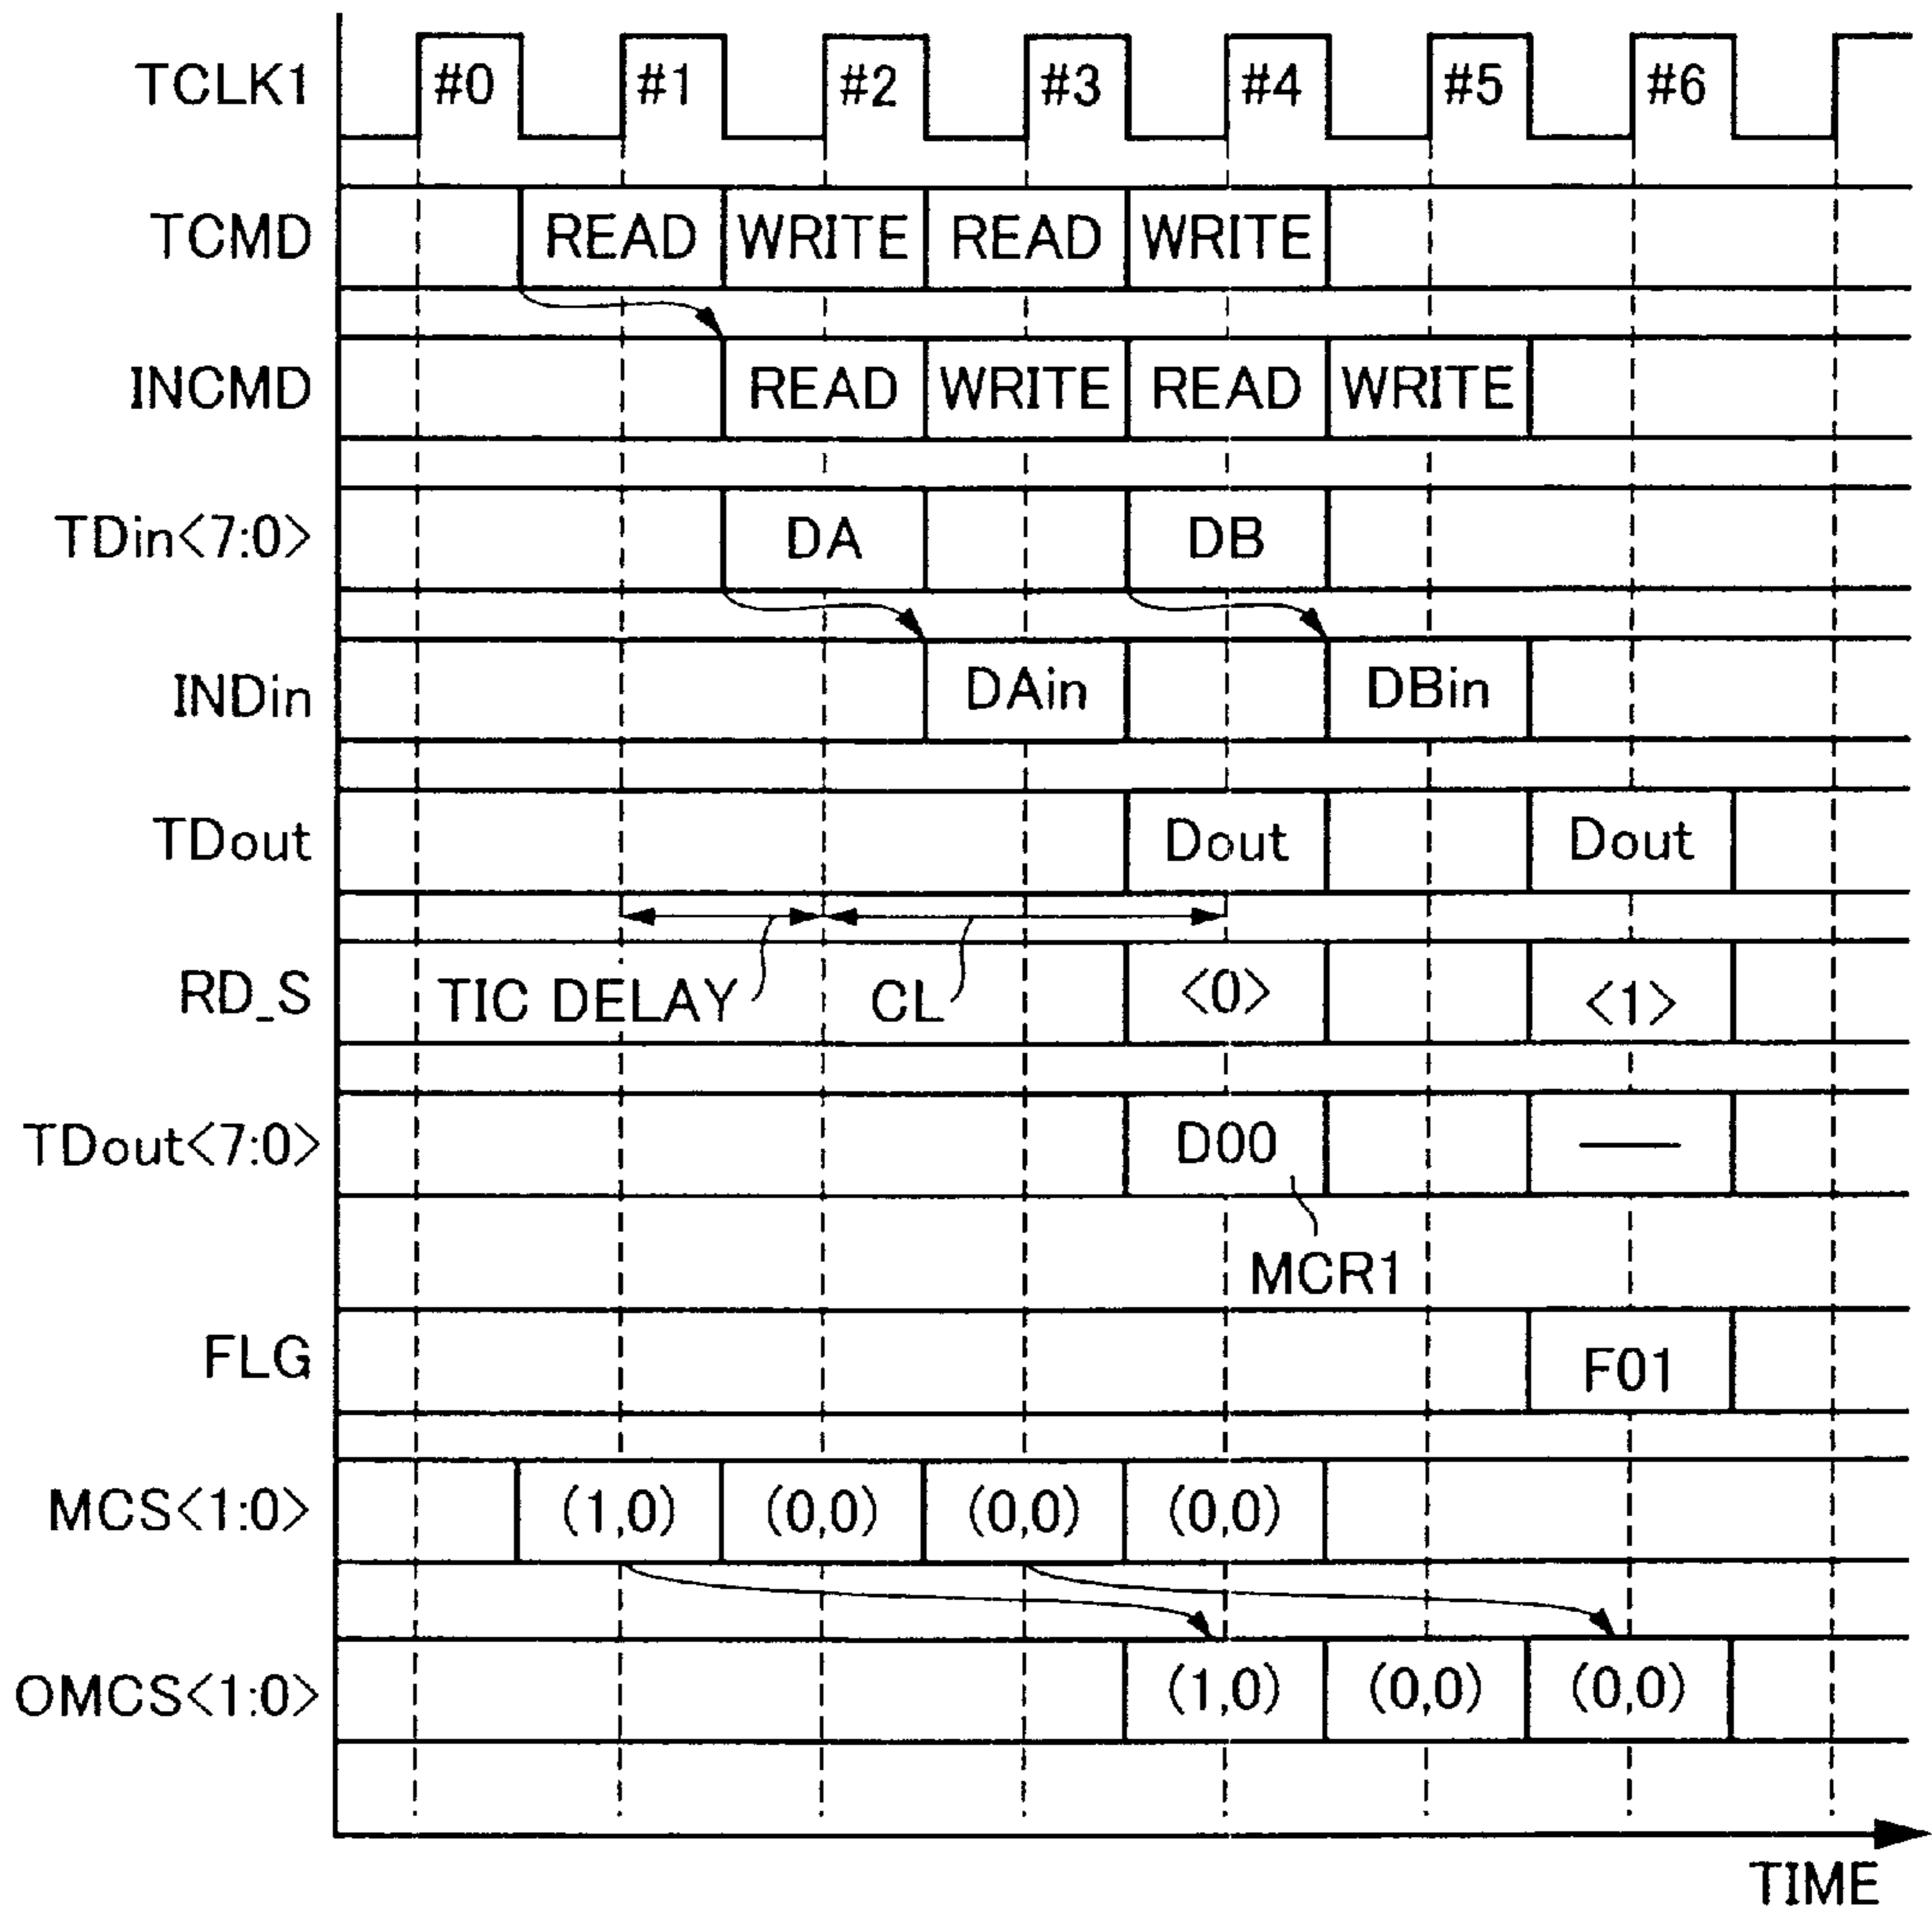 TCLK1 #0 #1 #2 #3 #4 #5 #6
TCMD READ WRITE READ WRITE
INCMD READ WRITE READ WRITE
TDin<7:0> DA DB
INDin DAin DBin
TDout Dout Dout
RD_S TIC DELAY CL <0> <1>
TDout<7:0> D00 —
MCR1
FLG F01
MCS<1:0> (1,0) (0,0) (0,0) (0,0)
OMCS<1:0> (1,0) (0,0) (0,0)
TIME